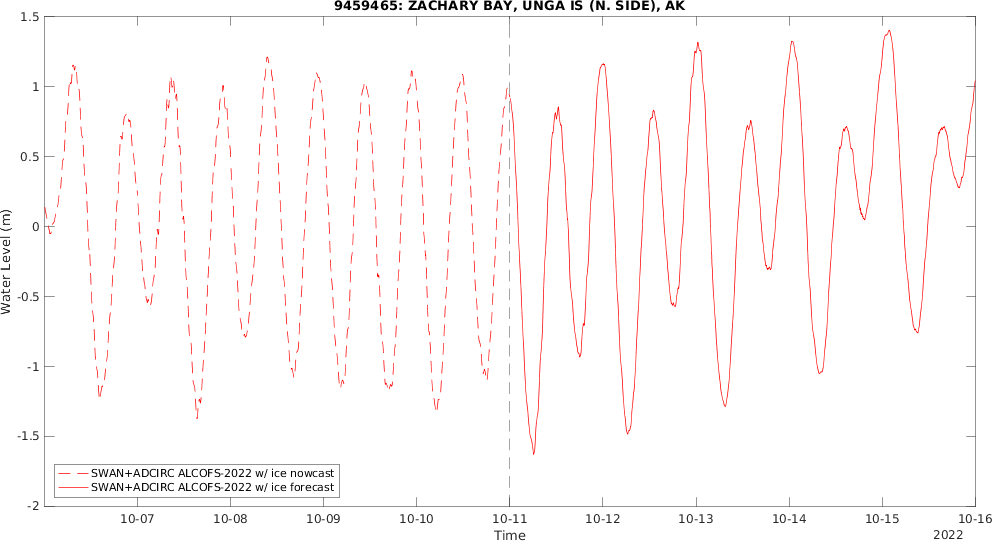 9459465: ZACHARY BAY, UNGA IS (N. SIDE), AK
1.5
1
0.5
0
-0.5
-1
-1.5
-2
Water Level (m)
SWAN+ADCIRC ALCOFS-2022 w/ ice nowcast
SWAN+ADCIRC ALCOFS-2022 w/ ice forecast
10-07 10-08 10-09 10-10 10-11 10-12 10-13 10-14 10-15 10-16
Time
2022